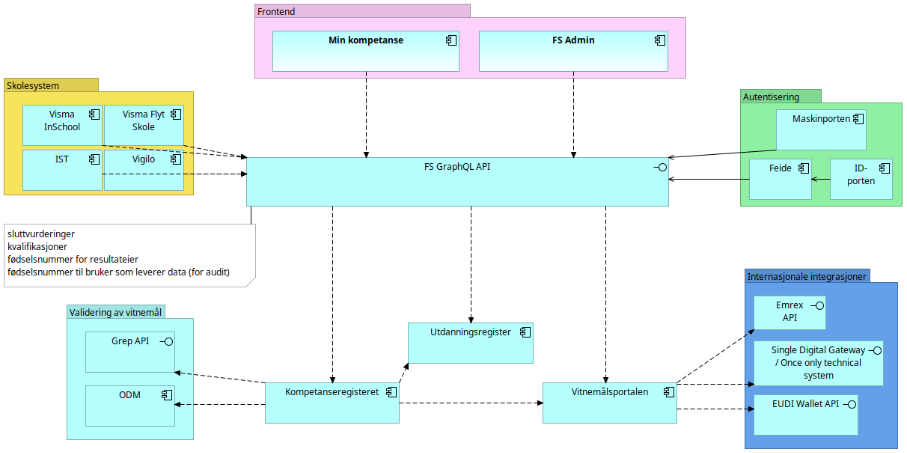 Frontend
Min kompetanse
FS Admin
Skolesystem
Visma
InSchool
Visma Flyt
Skole
IST
Vigilo
Autentisering
Maskinporten
Feide
ID-
porten
FS GraphQL API
sluttvurderinger
kvalifikasjoner
fødselsnummer for resultateier
fødselsnummer til bruker som leverer data (for audit)
Validering av vitnemål
Grep API
ODM
Kompetanseregisteret
Utdanningsregister
Vitnemålsportalen
Internasjonale integrasjoner
Emrex
API
Single Digital Gateway
/ Once only technical
system
EUDI Wallet API